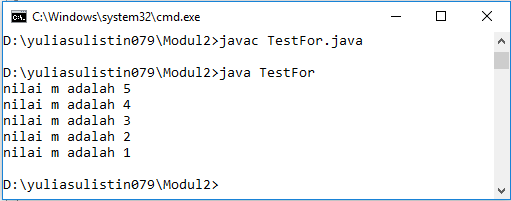 C:\Windows\system32\cmd.exe
D:\yuliasulistin079\Modul2>javac TestFor.java
D:\yuliasulistin079\Modul2>java TestFor
nilai m adalah 5
nilai m adalah 4
nilai m adalah 3
nilai m adalah 2
nilai m adalah 1
D:\yuliasulistin079\Modul2>